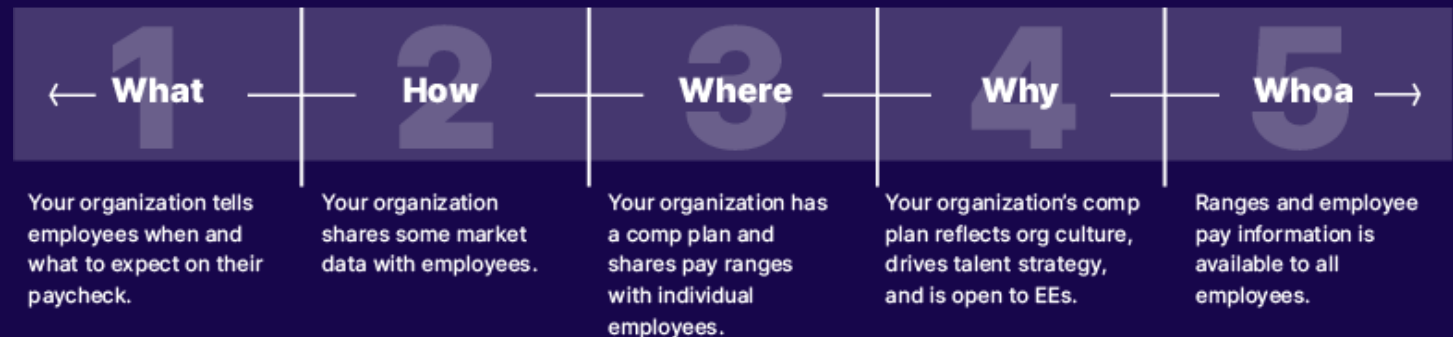 1 What
2 How
3 Where
4 Why
5 Whoa
Your organization tells
employees when and
what to expect on their
paycheck.
Your organization
shares some market
data with employees.
Your organization has
a comp plan and
shares pay ranges
with individual
employees.
Your organization’s comp
plan reflects org culture,
drives talent strategy,
and is open to EEs.
Ranges and employee
pay information is
available to all
employees.